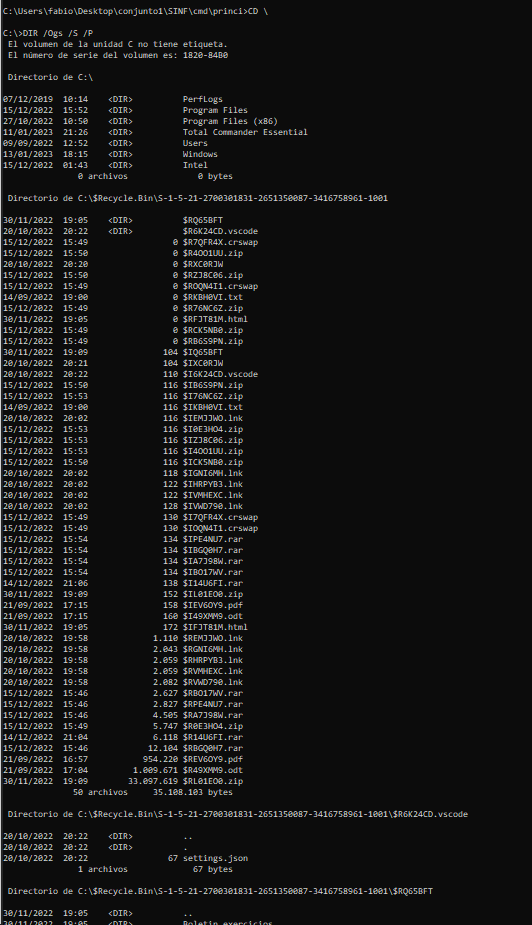 C:\Users\fabio\Desktop\conjunto1\SINF\cmd\princi>CD \
C:\>DIR /Ogs /S /P
El volumen de la unidad C no tiene etiqueta.
El número de serie del volumen es: 1820-84B0
Directorio de C:\
07/12/2019 10:14 <DIR> PerfLogs
15/12/2022 15:52 <DIR> Program Files
27/10/2022 10:50 <DIR> Program Files (x86)
11/01/2023 21:26 <DIR> Total Commander Essential
09/09/2022 12:52 <DIR> Users
13/01/2023 18:15 <DIR> Windows
15/12/2022 01:43 <DIR> Intel
0 archivos 0 bytes
Directorio de C:\$Recycle.Bin\S-1-5-21-2700301831-2651350087-3416758961-1001
30/11/2022 19:05 <DIR> $RQ65BFT
20/10/2022 20:22 <DIR> $R6K24CD.vscode
15/12/2022 15:49 0 $R7QFR4X.crswap
15/12/2022 15:50 0 $R4OO1UU.zip
20/10/2022 20:20 0 $RXC0RJW
15/12/2022 15:50 0 $RZJ8C06.zip
15/12/2022 15:49 0 $ROQN4I1.crswap
14/09/2022 19:00 0 $RKBH0VI.txt
15/12/2022 15:49 0 $R76NC6Z.zip
30/11/2022 19:05 0 $RFJT81M.html
15/12/2022 15:49 0 $RCK5NB0.zip
15/12/2022 15:49 0 $RB6S9PN.zip
30/11/2022 19:09 104 $IQ65BFT
20/10/2022 20:21 104 $IXC0RJW
20/10/2022 20:22 110 $I6K24CD.vscode
15/12/2022 15:50 116 $IB6S9PN.zip
15/12/2022 15:53 116 $I76NC6Z.zip
14/09/2022 19:00 116 $IKBH0VI.txt
20/10/2022 20:02 116 $IEMJJWO.lnk
15/12/2022 15:53 116 $I0E3HO4.zip
15/12/2022 15:53 116 $IZJ8C06.zip
15/12/2022 15:53 116 $I4OO1UU.zip
15/12/2022 15:50 116 $ICK5NB0.zip
20/10/2022 20:02 118 $IGNI6MH.lnk
20/10/2022 20:02 122 $IHRPYB3.lnk
20/10/2022 20:02 122 $IVMHEXC.lnk
20/10/2022 20:02 128 $IVWD790.lnk
15/12/2022 15:49 130 $I7QFR4X.crswap
15/12/2022 15:49 130 $IOQN4I1.crswap
15/12/2022 15:54 134 $IPE4NU7.rar
15/12/2022 15:54 134 $IBGQ0H7.rar
15/12/2022 15:54 134 $IA7J98W.rar
15/12/2022 15:54 134 $IBO17WV.rar
14/12/2022 21:06 138 $I14U6FI.rar
30/11/2022 19:09 152 $IL01EO0.zip
21/09/2022 17:15 158 $IEV6OY9.pdf
21/09/2022 17:15 160 $I49XMM9.odt
30/11/2022 19:05 172 $IFJT81M.html
20/10/2022 19:58 1.110 $REMJJWO.lnk
20/10/2022 19:58 2.043 $RGNI6MH.lnk
20/10/2022 19:58 2.059 $RHRPYB3.lnk
20/10/2022 19:58 2.059 $RVMHEXC.lnk
20/10/2022 19:58 2.082 $RVWD790.lnk
15/12/2022 15:46 2.627 $RBO17WV.rar
15/12/2022 15:46 2.827 $RPE4NU7.rar
15/12/2022 15:46 4.505 $RA7J98W.rar
15/12/2022 15:49 5.747 $R0E3HO4.zip
14/12/2022 21:04 6.118 $R14U6FI.rar
15/12/2022 15:46 12.104 $RBGQ0H7.rar
21/09/2022 16:57 954.220 $REV6OY9.pdf
21/09/2022 17:04 1.009.671 $R49XMM9.odt
30/11/2022 19:09 33.097.619 $RL01EO0.zip
50 archivos 35.108.103 bytes
Directorio de C:\$Recycle.Bin\S-1-5-21-2700301831-2651350087-3416758961-1001\$R6K24CD.vscode
20/10/2022 20:22 <DIR> ..
20/10/2022 20:22 <DIR> .
20/10/2022 20:22 67 settings.json
1 archivos 67 bytes
Directorio de C:\$Recycle.Bin\S-1-5-21-2700301831-2651350087-3416758961-1001\$RQ65BFT
30/11/2022 19:05 <DIR> ..
30/11/2022 19:05 <DIR> Boletin exercicios